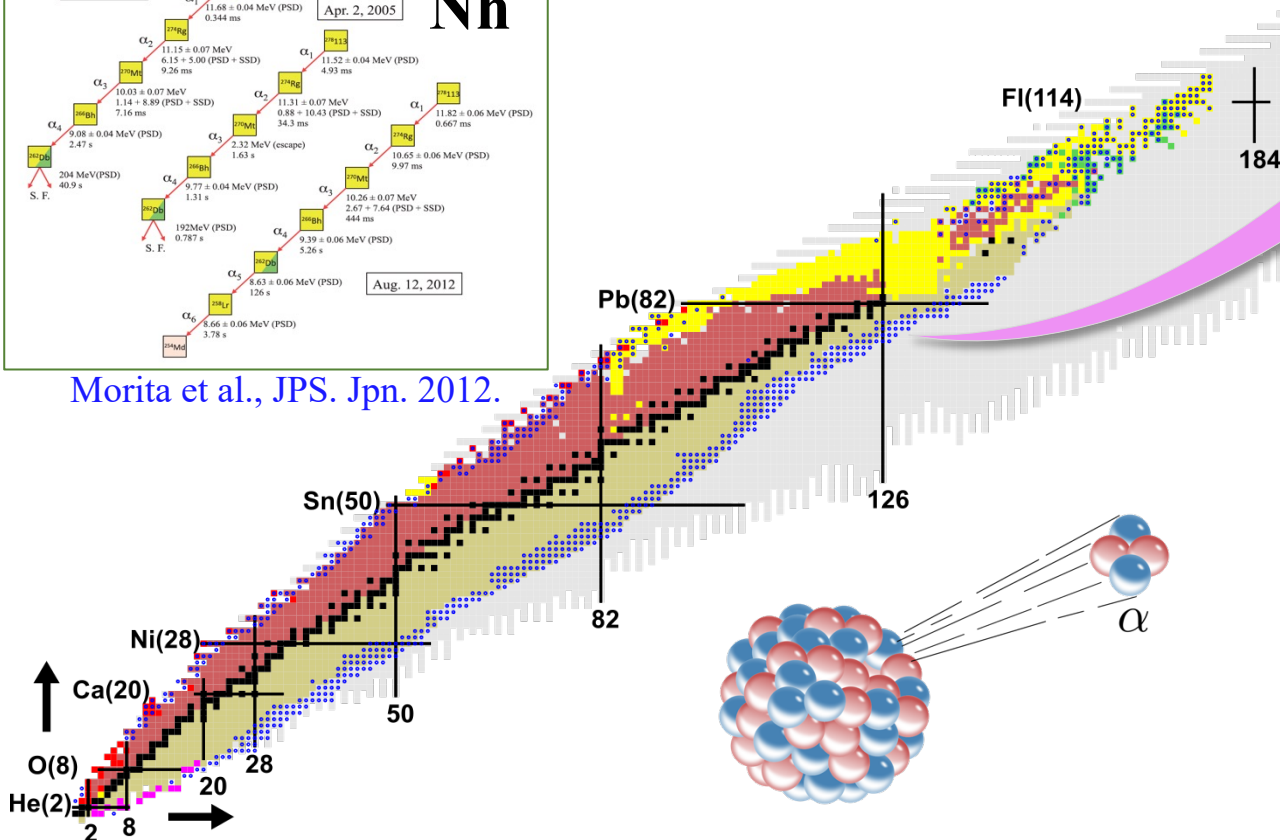 α1
11.68 ± 0.04 MeV (PSD)
0.344 ms
Apr. 2, 2005
Nh
274Rg
α2
11.15 ± 0.07 MeV
6.15 + 5.00 (PSD + SSD)
9.26 ms
270Mt
α3
10.03 ± 0.07 MeV
1.14 + 8.89 (PSD + SSD)
7.16 ms
266Bh
α4
9.08 ± 0.04 MeV (PSD)
2.47 s
262Db
204 MeV(PSD)
40.9 s
S. F.
278113
α1
11.52 ± 0.04 MeV (PSD)
4.93 ms
274Rg
α2
11.31 ± 0.07 MeV
0.88 + 10.43 (PSD + SSD)
34.3 ms
270Mt
α3
2.32 MeV (escape)
1.63 s
266Bh
α4
9.77 ± 0.04 MeV (PSD)
1.31 s
262Db
192MeV (PSD)
0.787 s
S. F.
278113
α1
11.82 ± 0.06 MeV (PSD)
0.667 ms
274Rg
α2
10.65 ± 0.06 MeV (PSD)
9.97 ms
270Mt
α3
10.26 ± 0.07 MeV
2.67 + 7.64 (PSD + SSD)
444 ms
266Bh
α4
9.39 ± 0.06 MeV (PSD)
5.26 s
262Db
α5
8.63 ± 0.06 MeV (PSD)
126 s
258Lr
α6
8.66 ± 0.06 MeV (PSD)
3.78 s
254Md
Aug. 12, 2012
Morita et al., JPS. Jpn. 2012.
Fl(114)
184
Pb(82)
126
Sn(50)
82
Ni(28)
50
Ca(20)
28
O(8)
20
He(2)
2
8
α